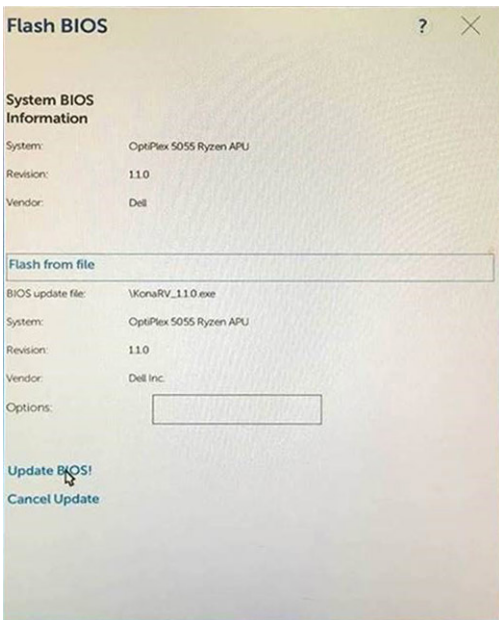 Flash BIOS ?
System BIOS
Information
System: OptiPlex 5055 Ryzen APU
Revision: 1.1.0
Vendor: Dell
Flash from file
BIOS update file: \KonaRV_1.1.0.exe
System: OptiPlex 5055 Ryzen APU
Revision: 1.1.0
Vendor: Dell Inc.
Options:
Update BIOS!
Cancel Update